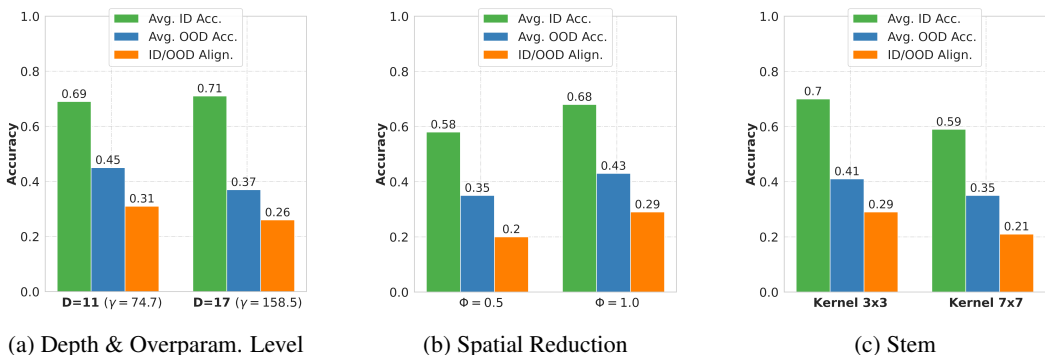 1.0
0.8
0.6
0.4
0.2
0.0
Accuracy
Avg. ID Acc.
Avg. OOD Acc.
ID/OOD Align.
0.69
0.45
0.31
0.71
0.37
0.26
D=11 (γ = 74.7)
D=17 (γ = 158.5)
(a) Depth & Overparam. Level
1.0
0.8
0.6
0.4
0.2
0.0
Accuracy
Avg. ID Acc.
Avg. OOD Acc.
ID/OOD Align.
0.58
0.35
0.2
0.68
0.43
0.29
Φ = 0.5
Φ = 1.0
(b) Spatial Reduction
1.0
0.8
0.6
0.4
0.2
0.0
Accuracy
Avg. ID Acc.
Avg. OOD Acc.
ID/OOD Align.
0.7
0.41
0.29
0.59
0.35
0.21
Kernel 3x3
Kernel 7x7
(c) Stem